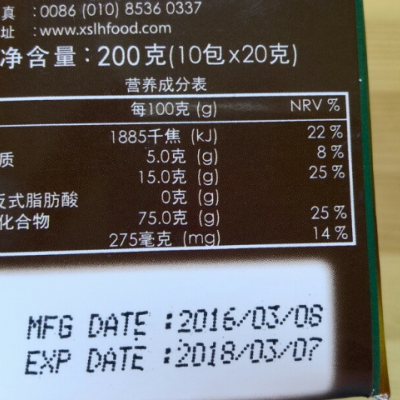 真 : 0086 (010) 8536 0337
址 : www.xslhfood.com
净含量：200克(10包x20克)
营养成分表
每100克 (g) NRV %
1885千焦 (kJ) 22 %
质 5.0克 (g) 8 %
15.0克 (g) 25 %
反式脂肪酸 0克 (g)
化合物 75.0克 (g) 25 %
275毫克 (mg) 14 %
MFG DATE :2016/03/08
EXP DATE :2018/03/07